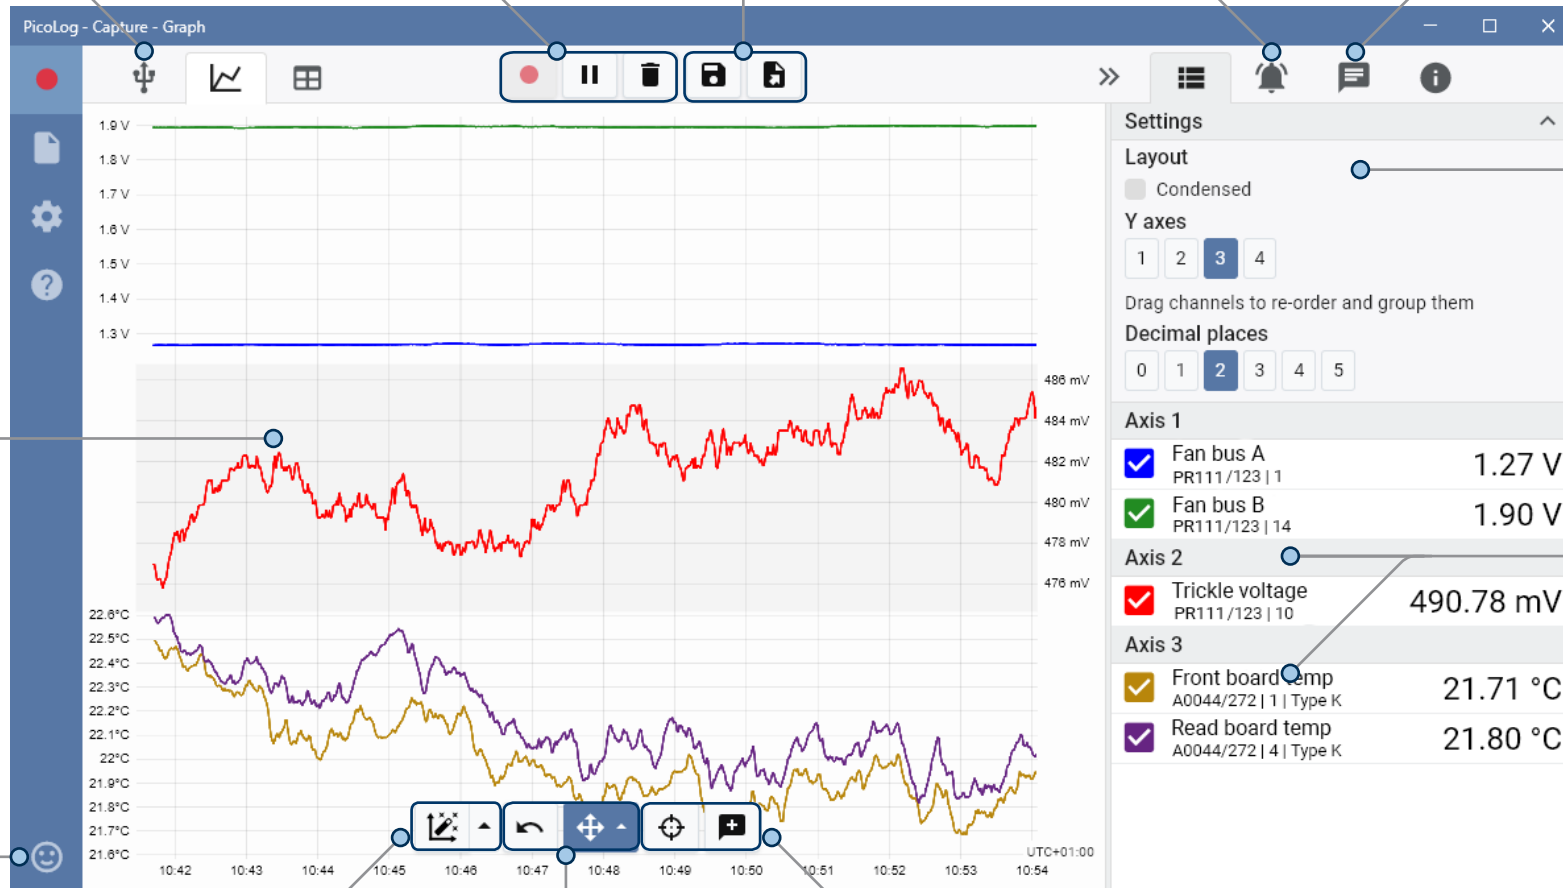 PicoLog - Capture - Graph
1.9 V
1.8 V
1.7 V
1.6 V
1.5 V
1.4 V
1.3 V
486 mV
484 mV
482 mV
480 mV
478 mV
476 mV
22.6°C
22.5°C
22.4°C
22.3°C
22.2°C
22.1°C
22°C
21.9°C
21.8°C
21.7°C
21.6°C
UTC+01:00
10:42 10:43 10:44 10:45 10:46 10:47 10:48 10:49 10:50 10:51 10:52 10:53 10:54
Settings
Layout
Condensed
Y axes
1 2 3 4
Drag channels to re-order and group them
Decimal places
0 1 2 3 4 5
Axis 1
Fan bus A
PR111/123 | 1
1.27 V
Fan bus B
PR111/123 | 14
1.90 V
Axis 2
Trickle voltage
PR111/123 | 10
490.78 mV
Axis 3
Front board temp
A0044/272 | 1 | Type K
21.71 °C
Read board temp
A0044/272 | 4 | Type K
21.80 °C